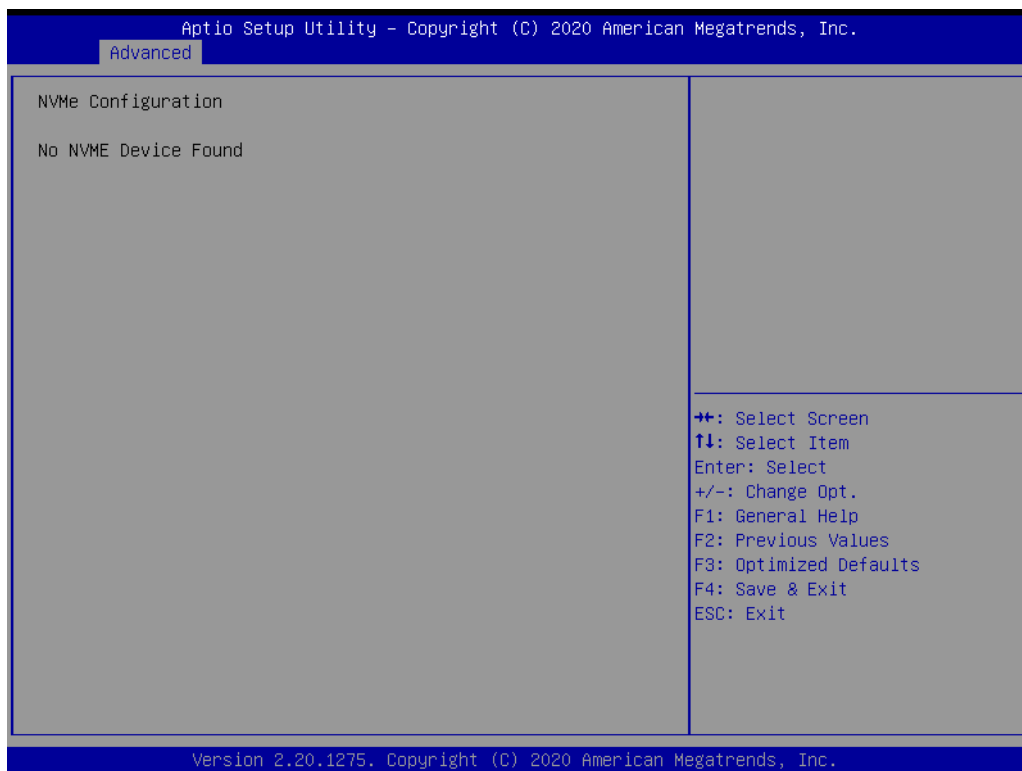 Aptio Setup Utility – Copyright (C) 2020 American Megatrends, Inc.
Advanced
NVMe Configuration
No NVME Device Found
→←: Select Screen
↑↓: Select Item
Enter: Select
+/-: Change Opt.
F1: General Help
F2: Previous Values
F3: Optimized Defaults
F4: Save & Exit
ESC: Exit
Version 2.20.1275. Copyright (C) 2020 American Megatrends, Inc.